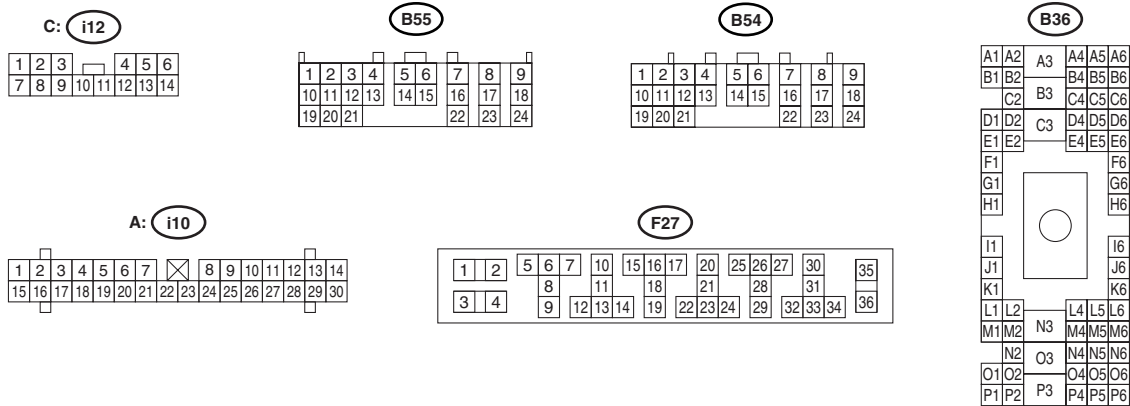 C: i12
1 2 3 4 5 6
7 8 9 10 11 12 13 14
B55
1 2 3 4 5 6 7 8 9
10 11 12 13 14 15 16 17 18
19 20 21 22 23 24
B54
1 2 3 4 5 6 7 8 9
10 11 12 13 14 15 16 17 18
19 20 21 22 23 24
A: i10
1 2 3 4 5 6 7 8 9 10 11 12 13 14
15 16 17 18 19 20 21 22 23 24 25 26 27 28 29 30
F27
1 2 5 6 7 10 15 16 17 20 25 26 27 30 35
8 11 18 21 28 31
3 4 9 12 13 14 19 22 23 24 29 32 33 34 36
B36
A1 A2 A3 A4 A5 A6
B1 B2 B4 B5 B6
B3
C2 C4 C5 C6
D1 D2 C3 D4 D5 D6
E1 E2 E4 E5 E6
F1 F6
G1 G6
H1 H6
I1 I6
J1 J6
K1 K6
L1 L2 L4 L5 L6
N3
M1 M2 M4 M5 M6
N2 O3 N4 N5 N6
O1 O2 O4 O5 O6
P1 P2 P3 P4 P5 P6